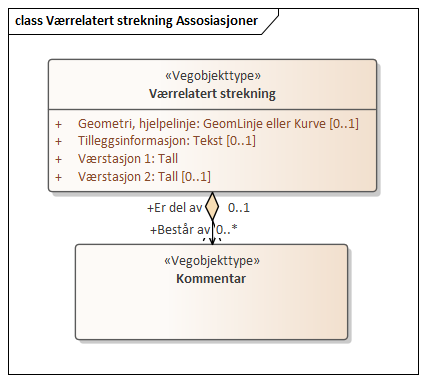 class Værrelatert strekning Assosiasjoner
«Vegobjekttype»
Værrelatert strekning
+ Geometri, hjelpelinje: GeomLinje eller Kurve [0..1]
+ Tilleggsinformasjon: Tekst [0..1]
+ Værstasjon 1: Tall
+ Værstasjon 2: Tall [0..1]
+Er del av 0..1
+Består av 0..*
«Vegobjekttype»
Kommentar